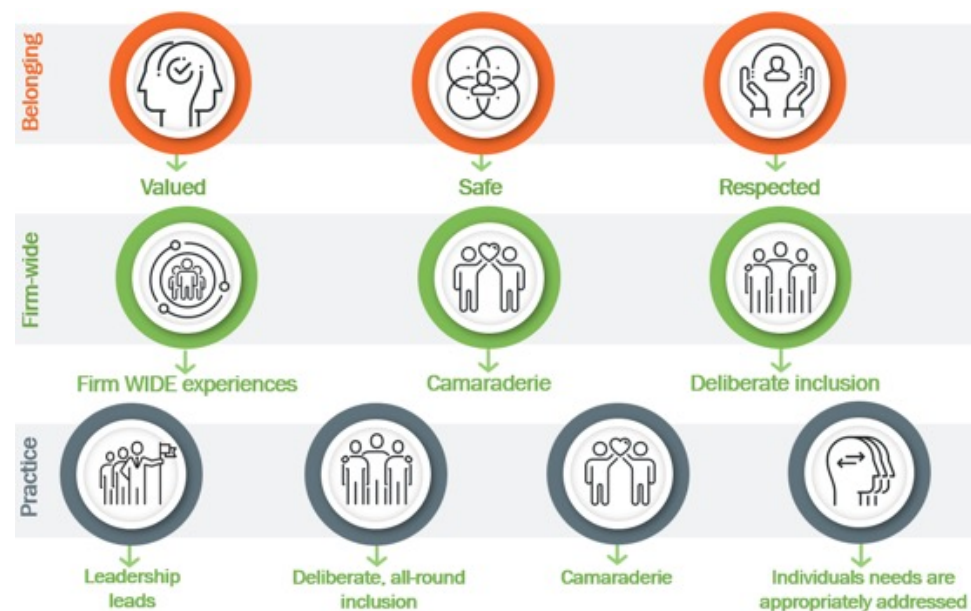 Belonging
Valued
Safe
Respected
Firm-wide
Firm WIDE experiences
Camaraderie
Deliberate inclusion
Practice
Leadership
leads
Deliberate, all-round
inclusion
Camaraderie
Individuals needs are
appropriately addressed